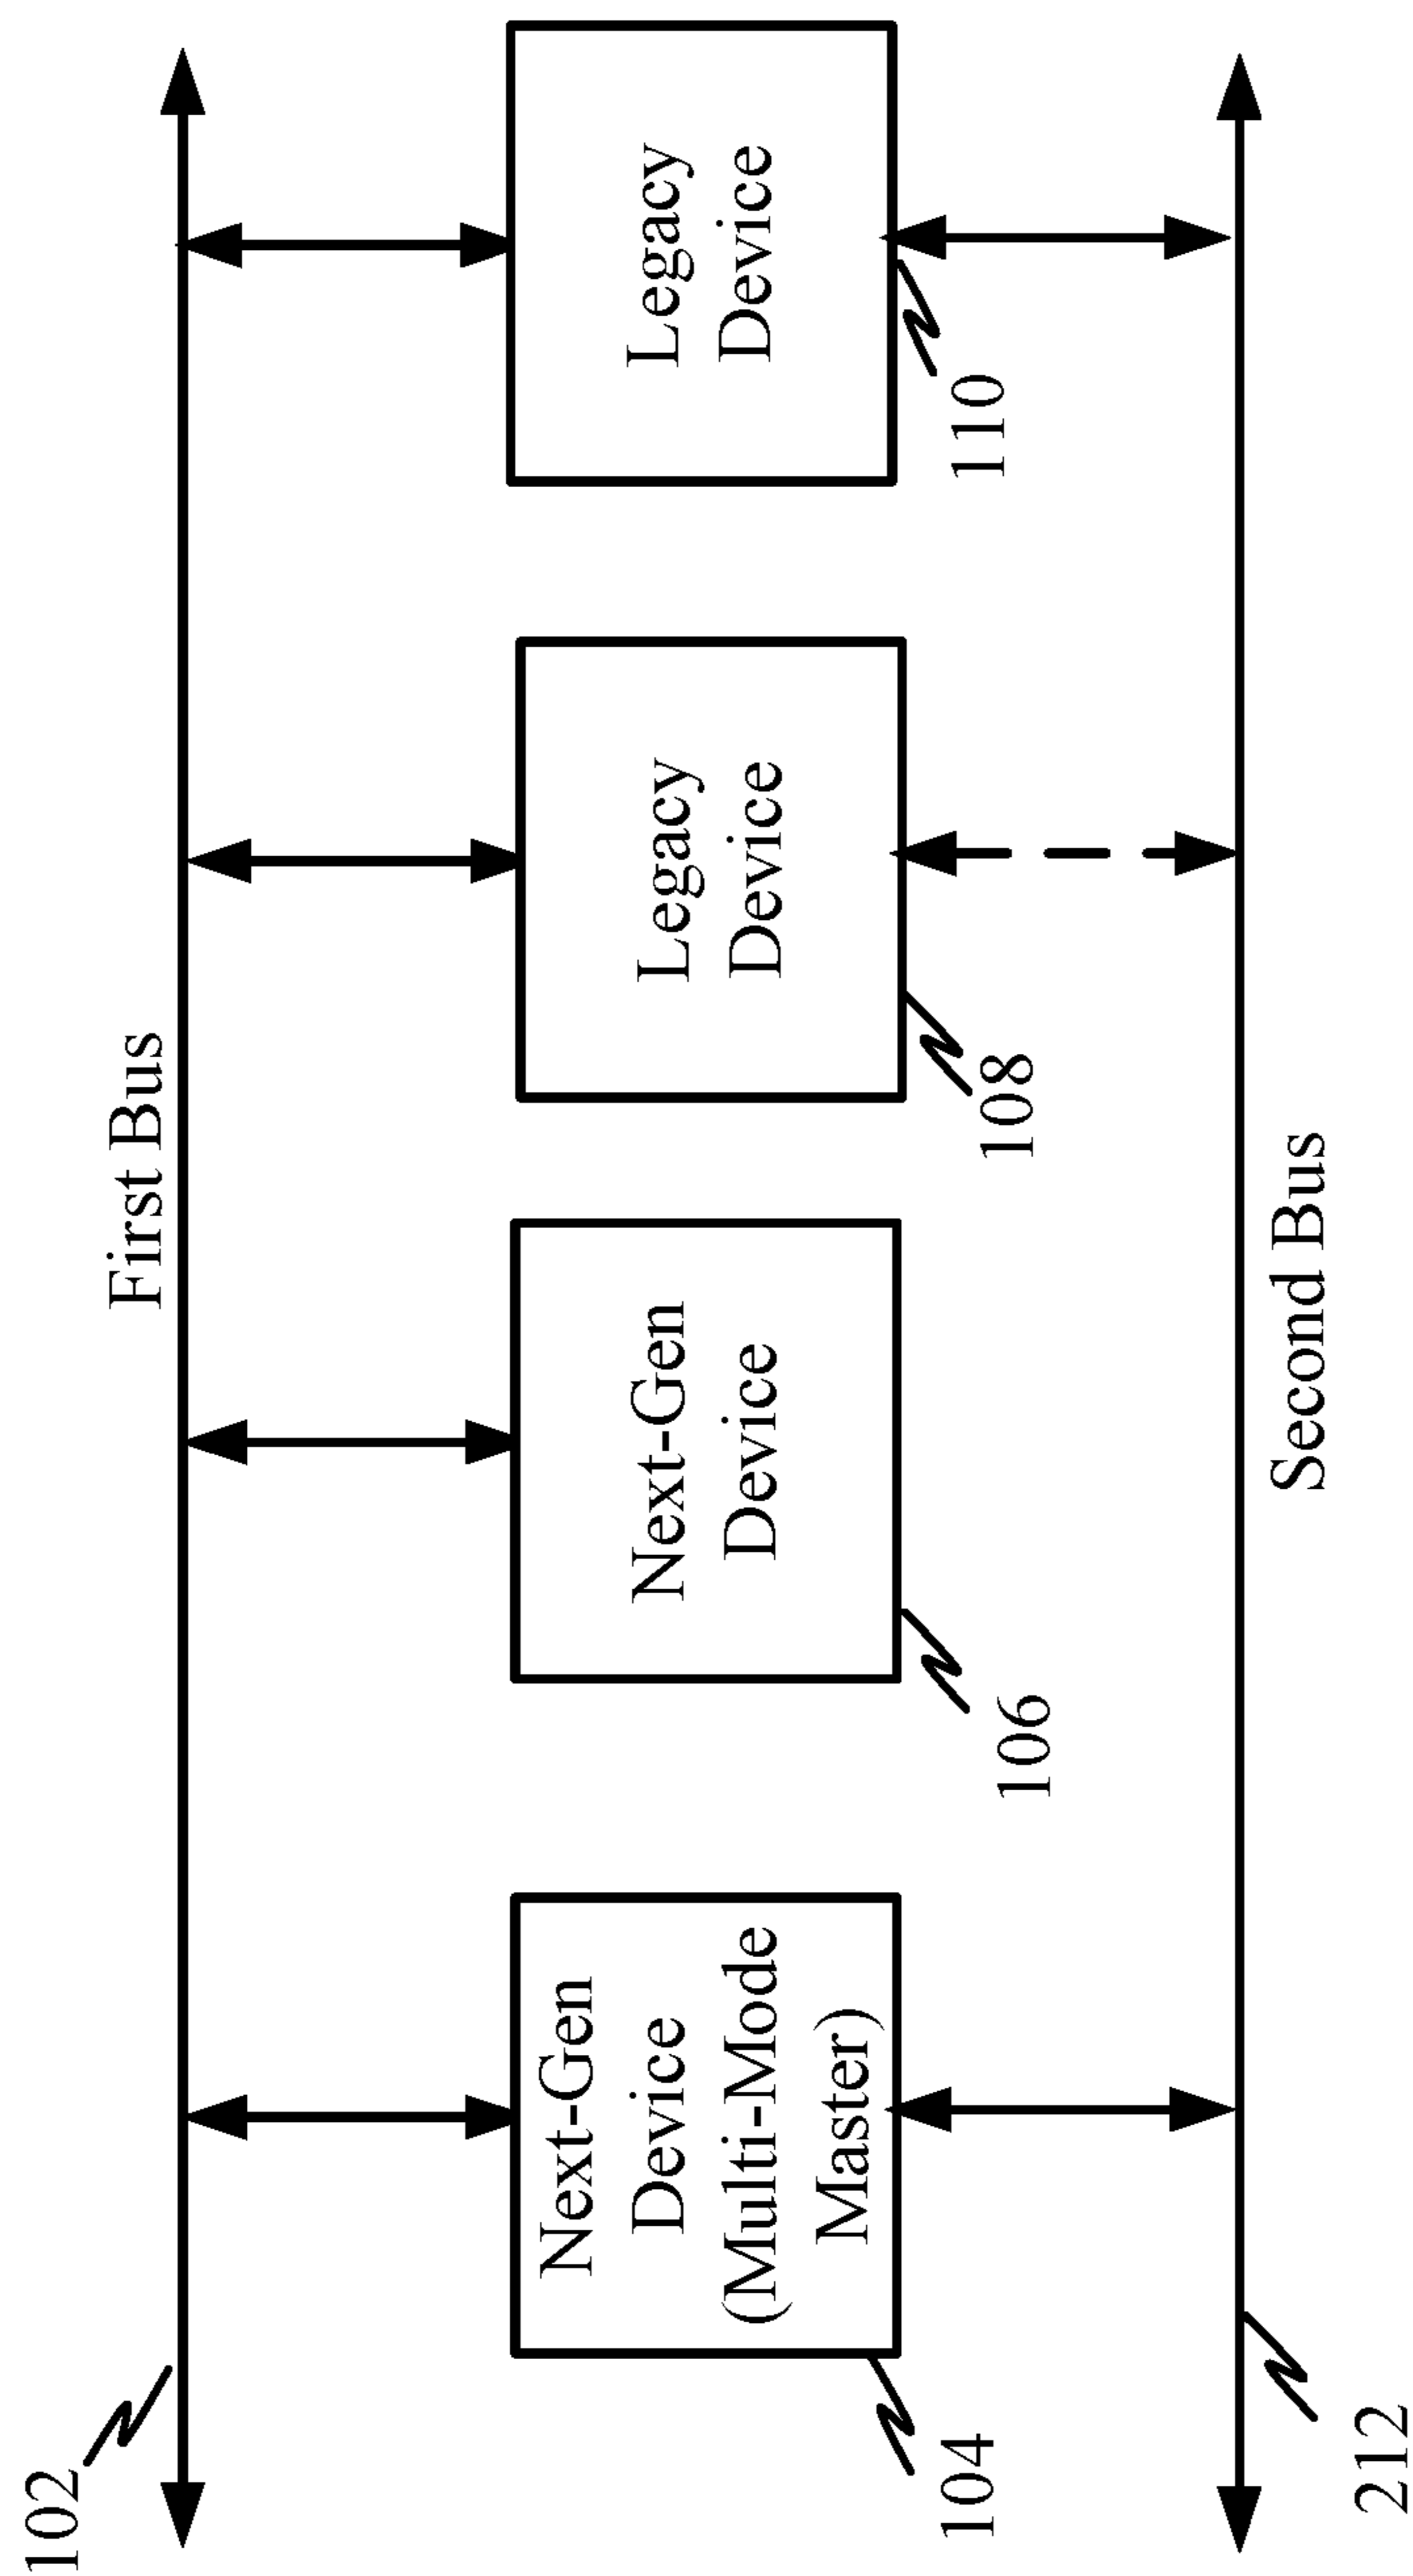 102
First Bus
Next-Gen
Device
(Multi-Mode
Master)
104
Next-Gen
Device
106
Legacy
Device
108
Legacy
Device
110
Second Bus
212